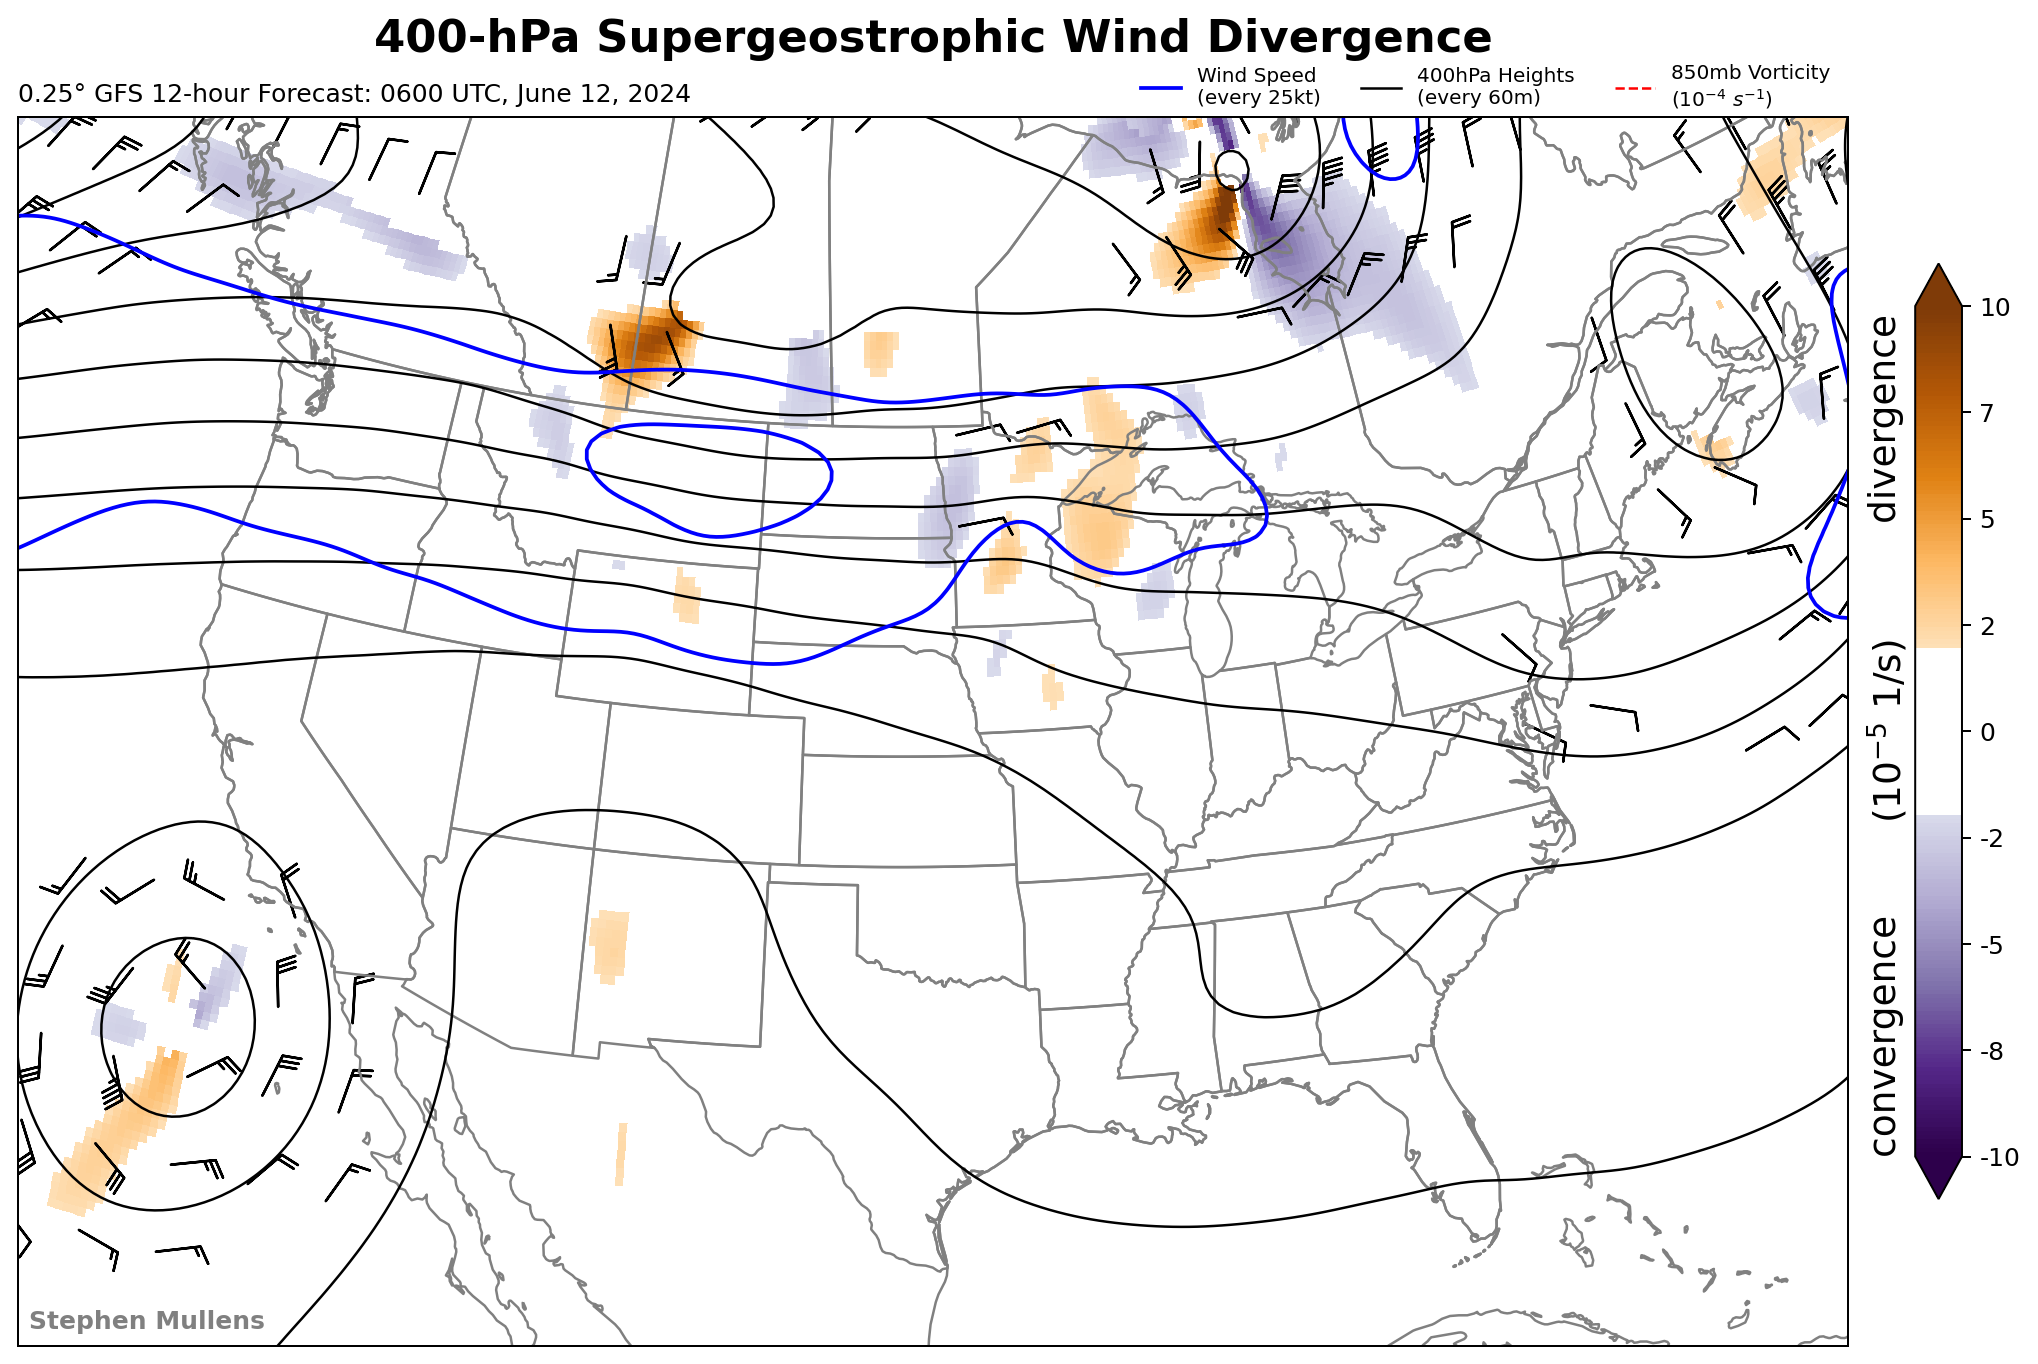 400-hPa Supergeostrophic Wind Divergence
0.25° GFS 12-hour Forecast: 0600 UTC, June 12, 2024
Wind Speed
(every 25kt)
400hPa Heights
(every 60m)
850mb Vorticity
(10⁻⁴ s⁻¹)
10
7
5
2
0
-2
-5
-8
-10
convergence (10⁻⁵ 1/s) divergence
Stephen Mullens